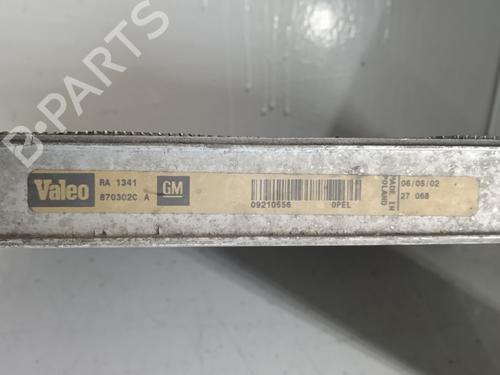 B-PARTS
Valeo
RA 1341
870302C A
GM
09210556 OPEL
MADE IN
POLAND
06/05/02
27 068